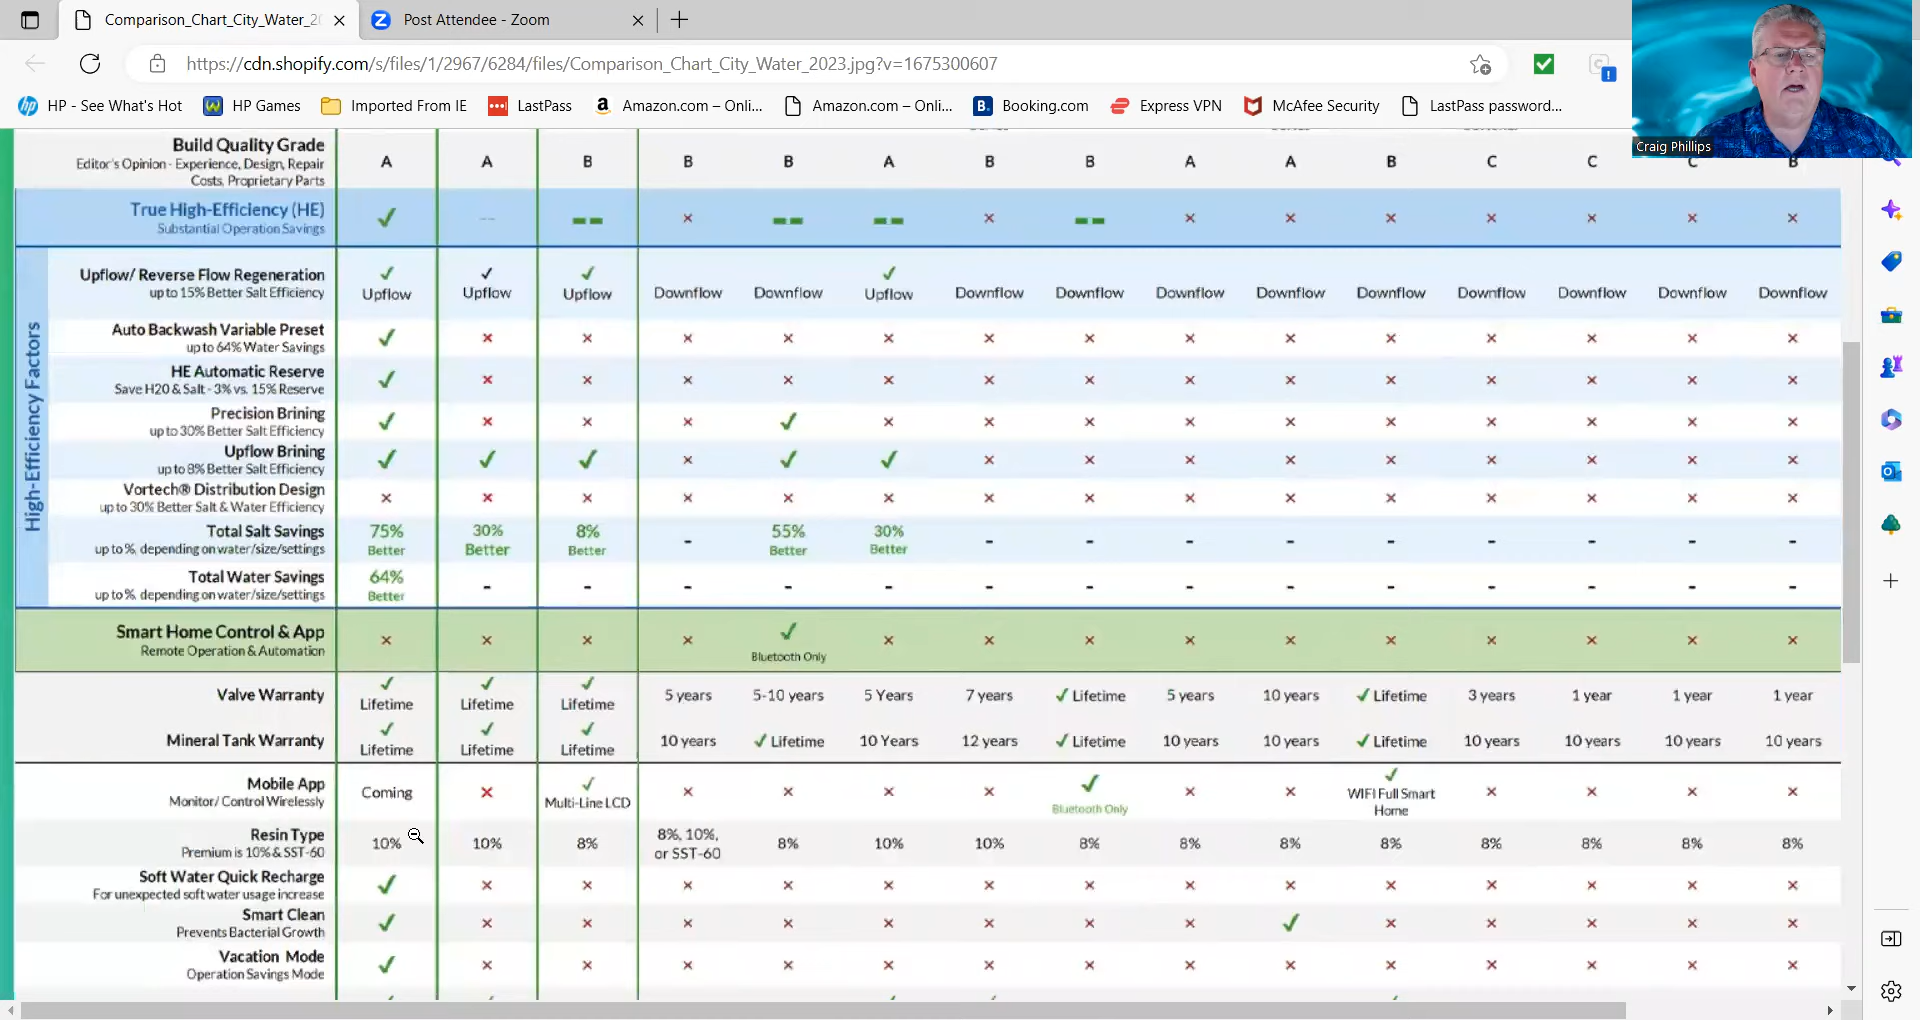 Comparison_Chart_City_Water_20
Post Attendee - Zoom
https://cdn.shopify.com/s/files/1/2967/6284/files/Comparison_Chart_City_Water_2023.jpg?v=1675300607
HP - See What's Hot
HP Games
Imported From IE
LastPass
Amazon.com – Onli...
Amazon.com – Onli...
Booking.com
Express VPN
McAfee Security
LastPass password...
Craig Phillips
Build Quality Grade
Editor's Opinion - Experience, Design, Repair
Costs, Proprietary Parts
A A B B B A B B A A B C C C B
True High-Efficiency (HE)
Substantial Operation Savings
High-Efficiency Factors
Upflow/ Reverse Flow Regeneration
up to 15% Better Salt Efficiency
Upflow Upflow Upflow Downflow Downflow Upflow Downflow Downflow Downflow Downflow Downflow Downflow Downflow Downflow Downflow
Auto Backwash Variable Preset
up to 64% Water Savings
HE Automatic Reserve
Save H20 & Salt - 3% vs. 15% Reserve
Precision Brining
up to 30% Better Salt Efficiency
Upflow Brining
up to 8% Better Salt Efficiency
Vortech® Distribution Design
up to 30% Better Salt & Water Efficiency
Total Salt Savings
up to %, depending on water/size/settings
75% 30% 8% - 55% 30% - - - - - - - - -
Better Better Better Better Better
Total Water Savings
up to %, depending on water/size/settings
64% - - - - - - - - - - - - - -
Better
Smart Home Control & App
Remote Operation & Automation
Bluetooth Only
Valve Warranty
Lifetime Lifetime Lifetime 5 years 5-10 years 5 Years 7 years Lifetime 5 years 10 years Lifetime 3 years 1 year 1 year 1 year
Mineral Tank Warranty
Lifetime Lifetime Lifetime 10 years Lifetime 10 Years 12 years Lifetime 10 years 10 years Lifetime 10 years 10 years 10 years 10 years
Mobile App
Monitor/ Control Wirelessly
Coming
Multi-Line LCD
Bluetooth Only
WIFI Full Smart
Home
Resin Type
Premium is 10% & SST-60
10% 10% 8% 8%, 10%, 8% 10% 10% 8% 8% 8% 8% 8% 8% 8% 8%
or SST-60
Soft Water Quick Recharge
For unexpected soft water usage increase
Smart Clean
Prevents Bacterial Growth
Vacation Mode
Operation Savings Mode